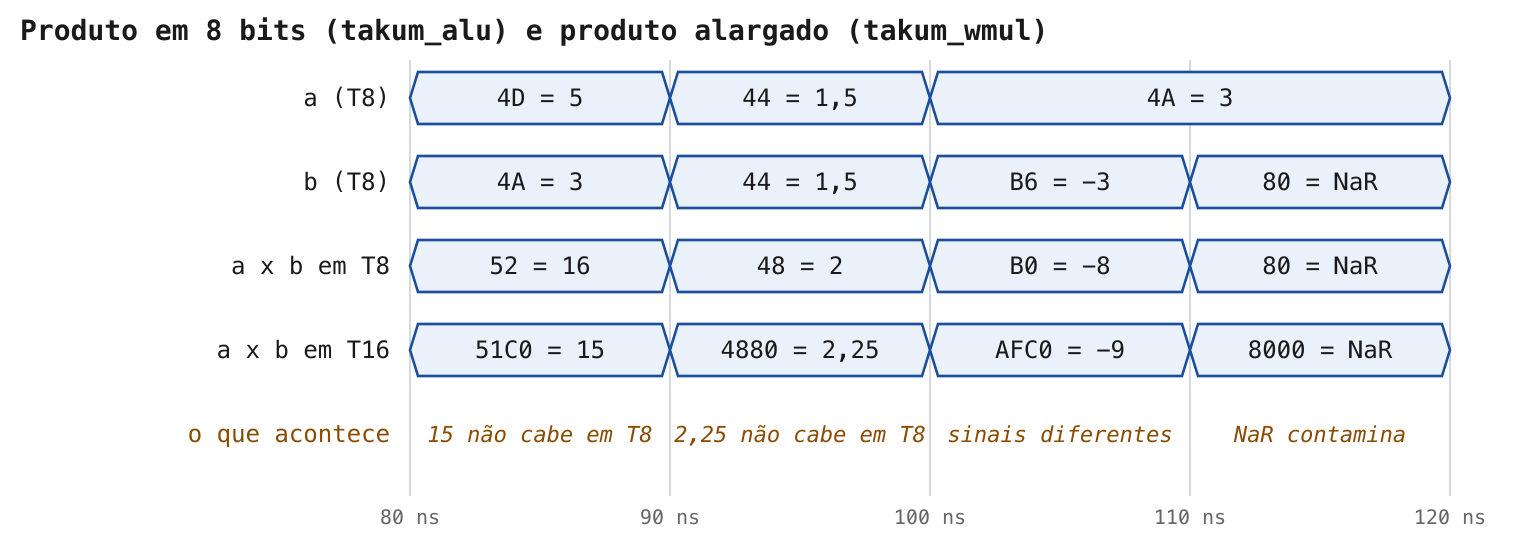 Produto em 8 bits (takum_alu) e produto alargado (takum_wmul)
a (T8) 4D = 5 44 = 1,5 4A = 3
b (T8) 4A = 3 44 = 1,5 B6 = −3 80 = NaR
a x b em T8 52 = 16 48 = 2 B0 = −8 80 = NaR
a x b em T16 51C0 = 15 4880 = 2,25 AFC0 = −9 8000 = NaR
o que acontece 15 não cabe em T8 2,25 não cabe em T8 sinais diferentes NaR contamina
80 ns 90 ns 100 ns 110 ns 120 ns